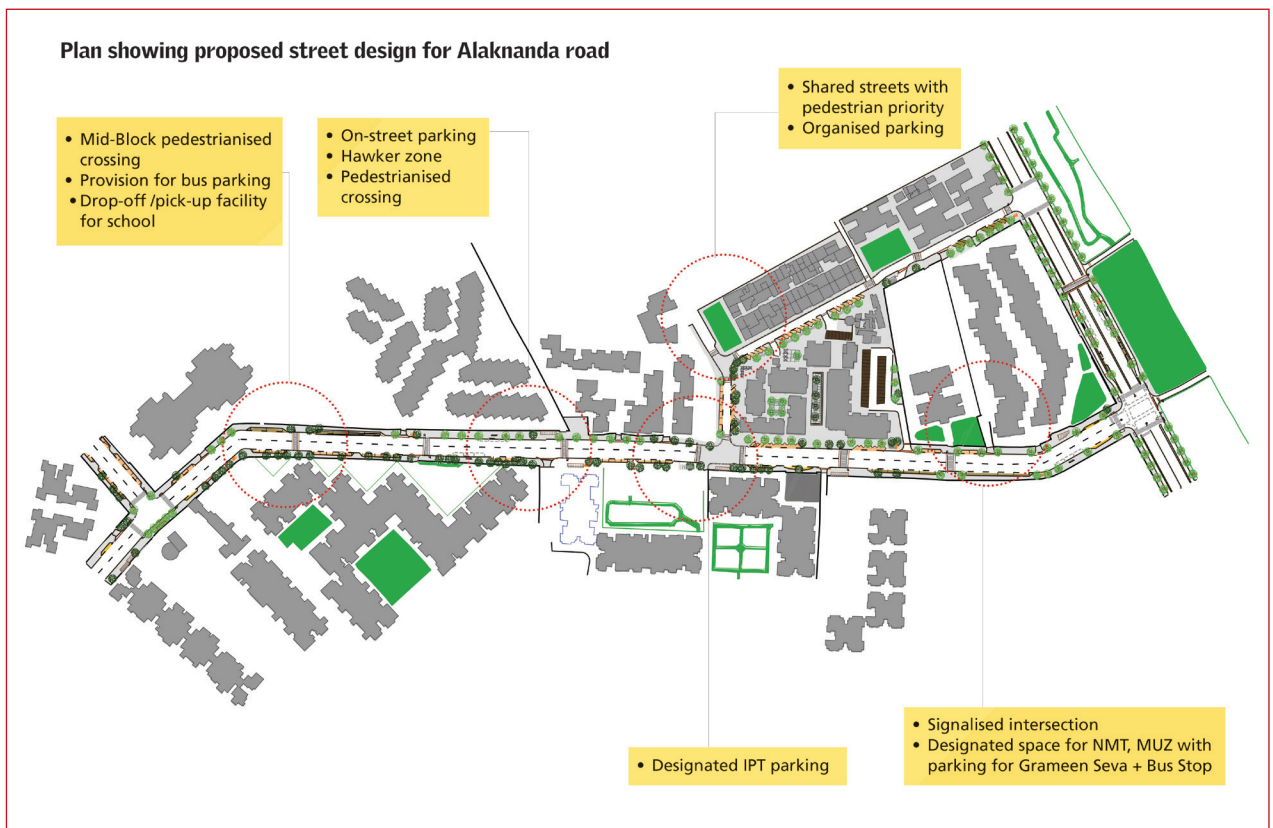 Plan showing proposed street design for Alaknanda road
• Shared streets with
pedestrian priority
• Organised parking
• Mid-Block pedestrianised
crossing
• Provision for bus parking
• Drop-off /pick-up facility
for school
• On-street parking
• Hawker zone
• Pedestrianised
crossing
• Designated IPT parking
• Signalised intersection
• Designated space for NMT, MUZ with
parking for Grameen Seva + Bus Stop